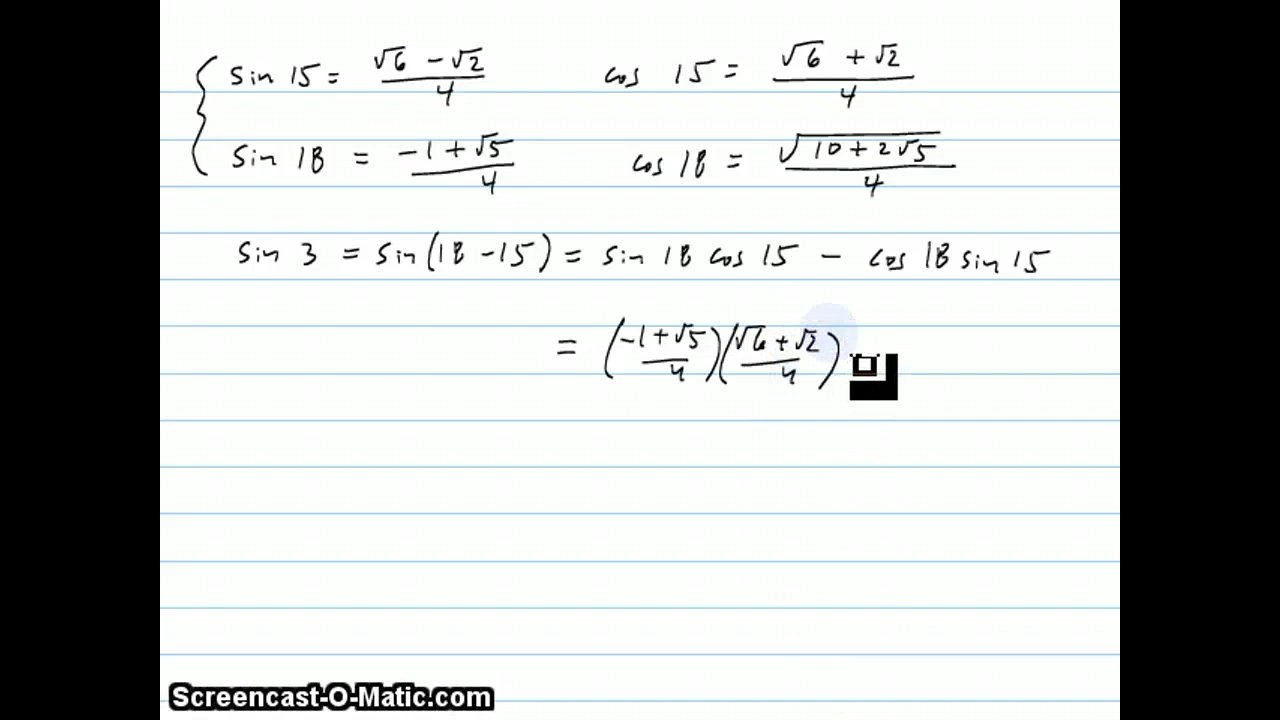 sin 15 = (√6 - √2)/4 cos 15 = (√6 + √2)/4
sin 18 = (-1 + √5)/4 cos 18 = √(10 + 2√5)/4
sin 3 = sin(18 - 15) = sin 18 cos 15 - cos 18 sin 15
= ((-1 + √5)/4)((√6 + √2)/4)
Screencast-O-Matic.com